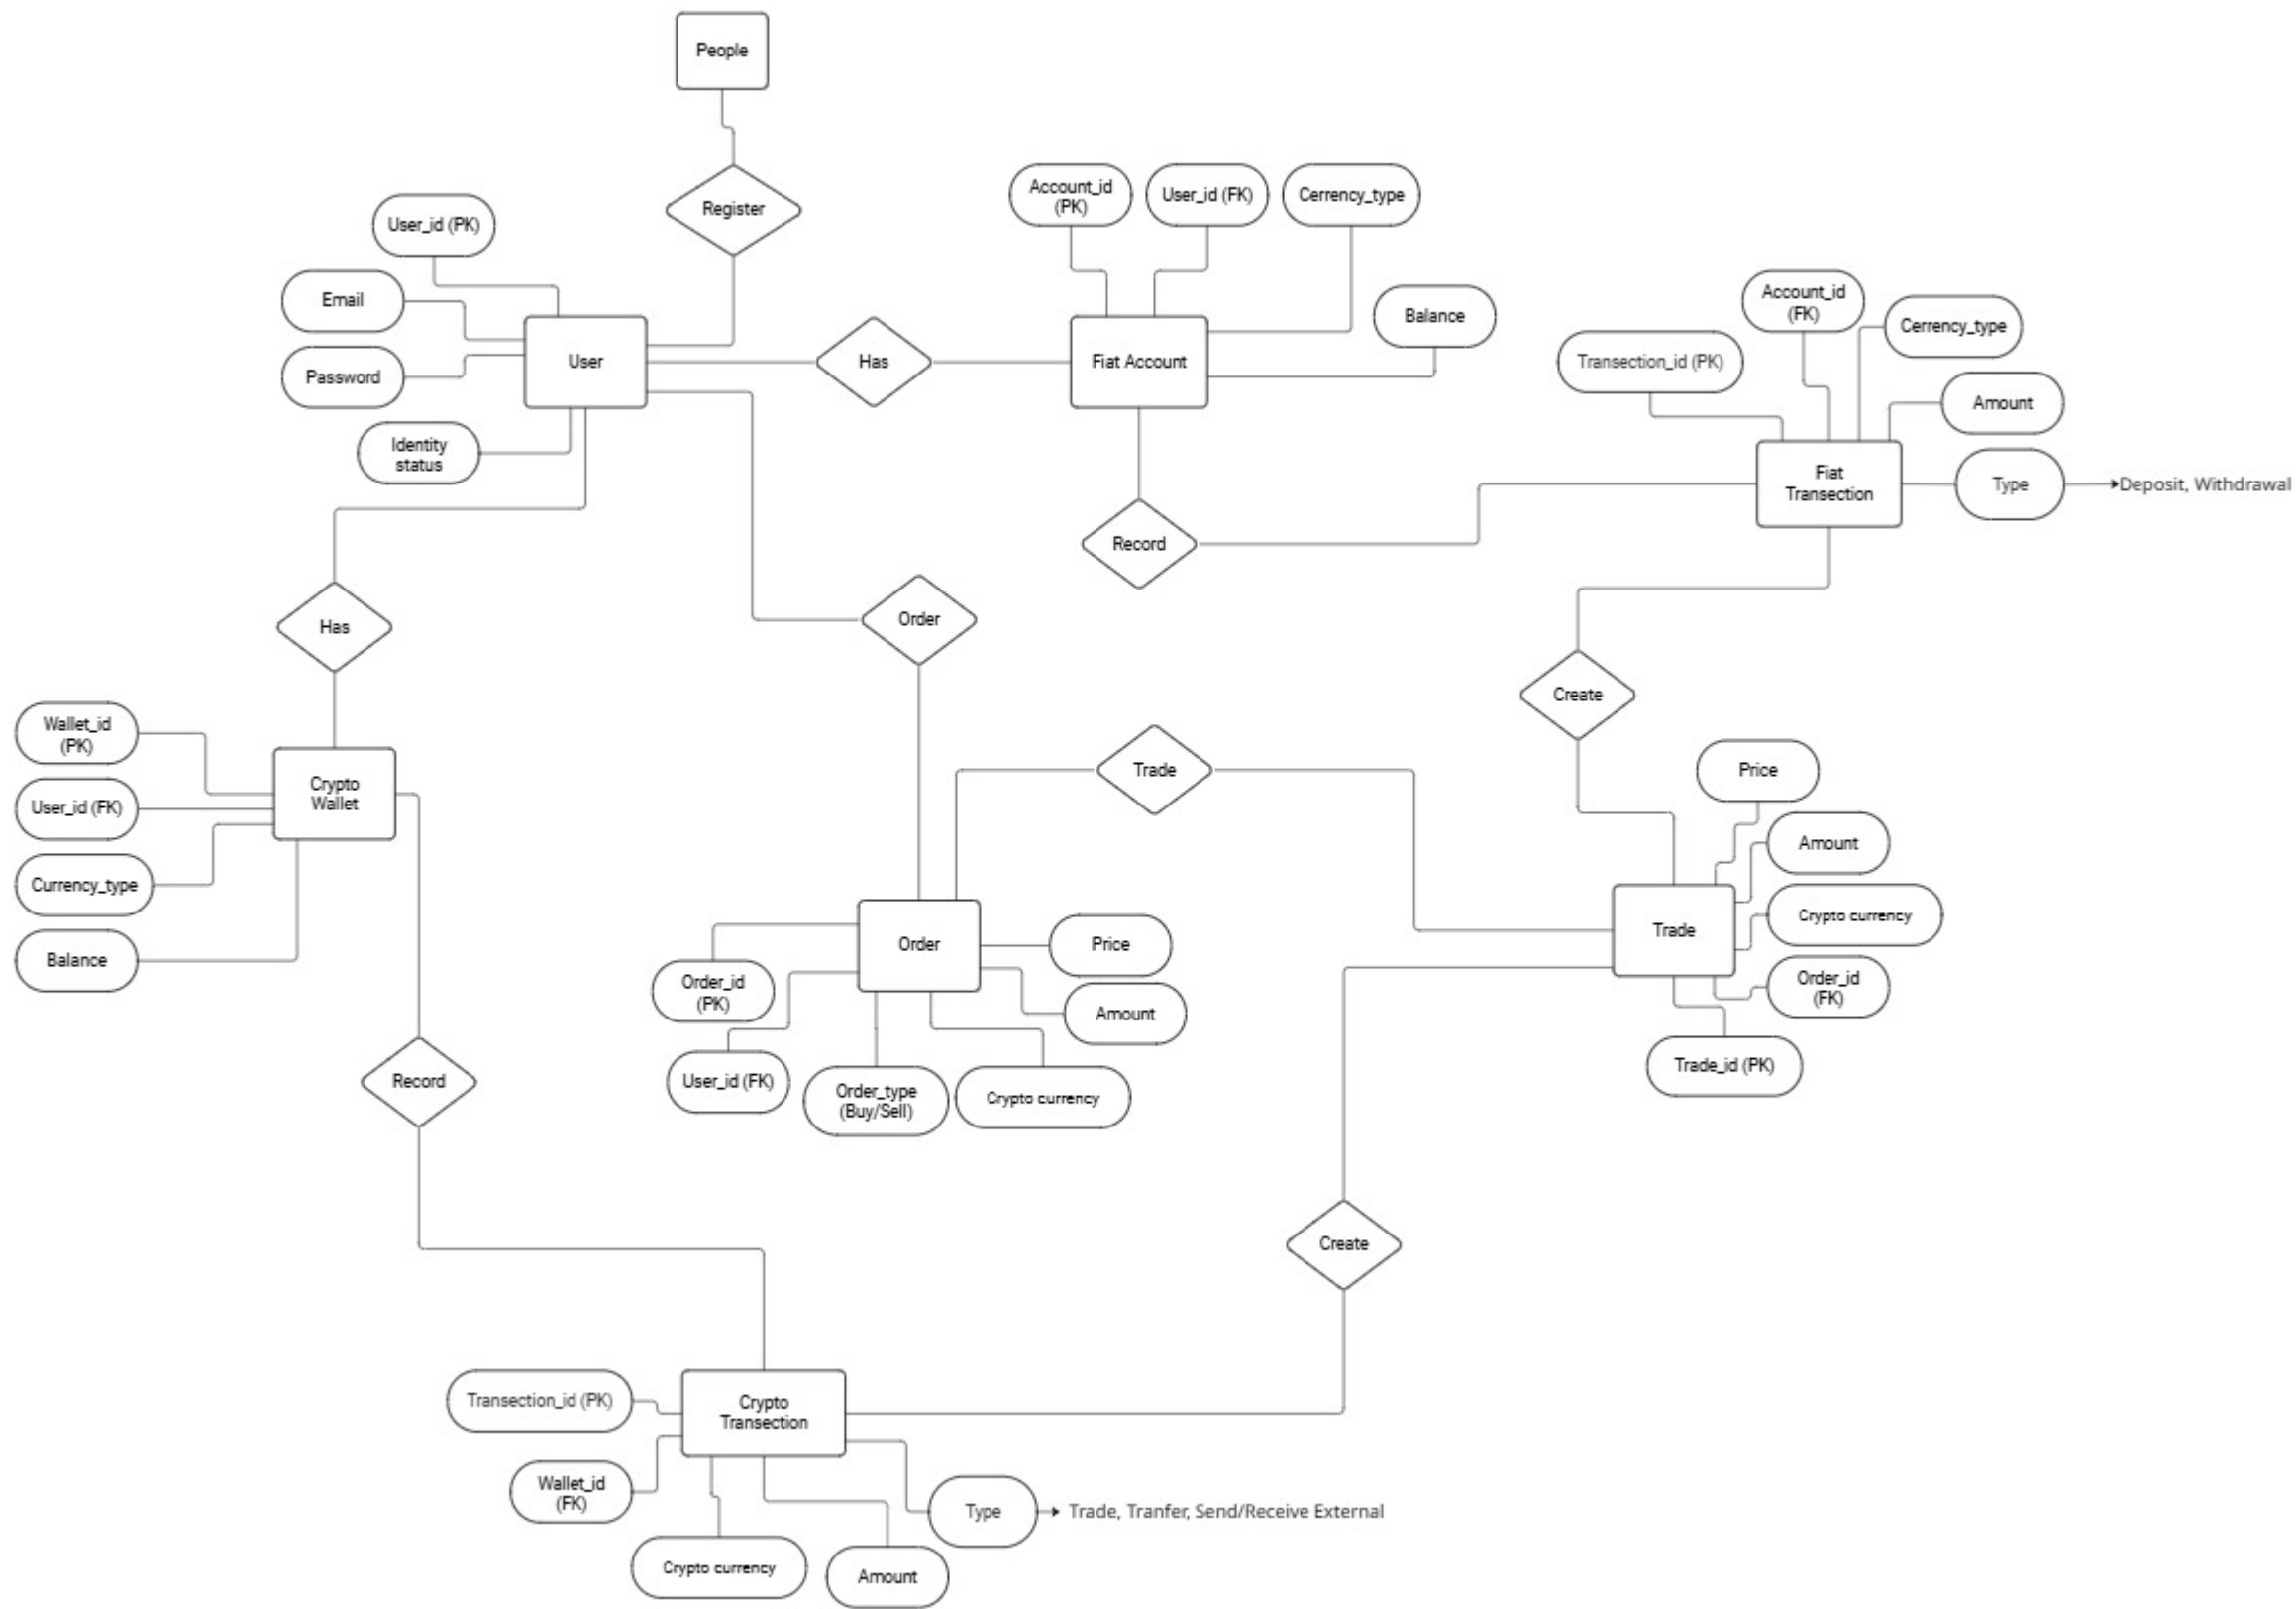 People
Register
User_id (PK)
Email
Password
Identity
status
User
Has
Account_id
(PK)
User_id (FK)
Cerrency_type
Balance
Fiat Account
Account_id
(FK)
Cerrency_type
Transection_id (PK)
Amount
Fiat
Transection
Type
Deposit, Withdrawal
Record
Has
Order
Create
Wallet_id
(PK)
User_id (FK)
Currency_type
Balance
Crypto
Wallet
Trade
Price
Amount
Crypto currency
Order_id
(FK)
Trade_id (PK)
Trade
Order
Price
Amount
Order_id
(PK)
User_id (FK)
Order_type
(Buy/Sell)
Crypto currency
Record
Create
Transection_id (PK)
Crypto
Transection
Wallet_id
(FK)
Type
Trade, Tranfer, Send/Receive External
Crypto currency
Amount